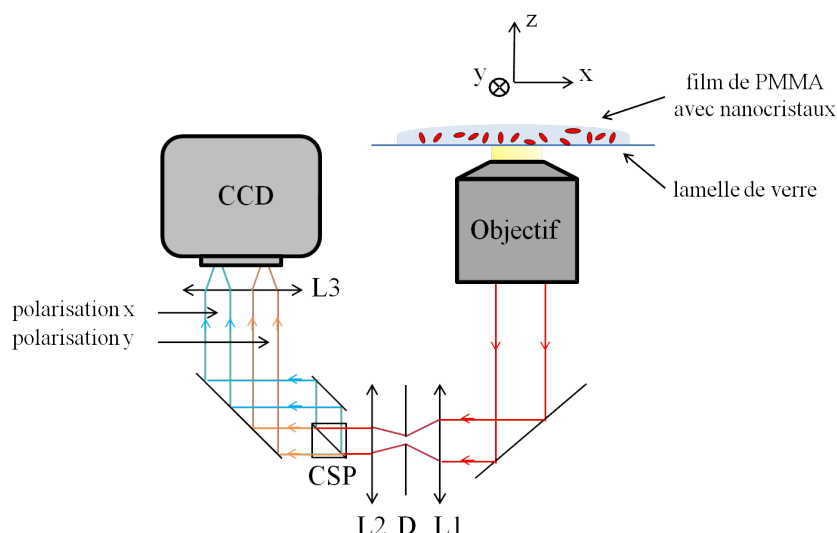 z
y
x
film de PMMA
avec nanocristaux
lamelle de verre
CCD
Objectif
L3
polarisation x
polarisation y
CSP
L2
D
L1